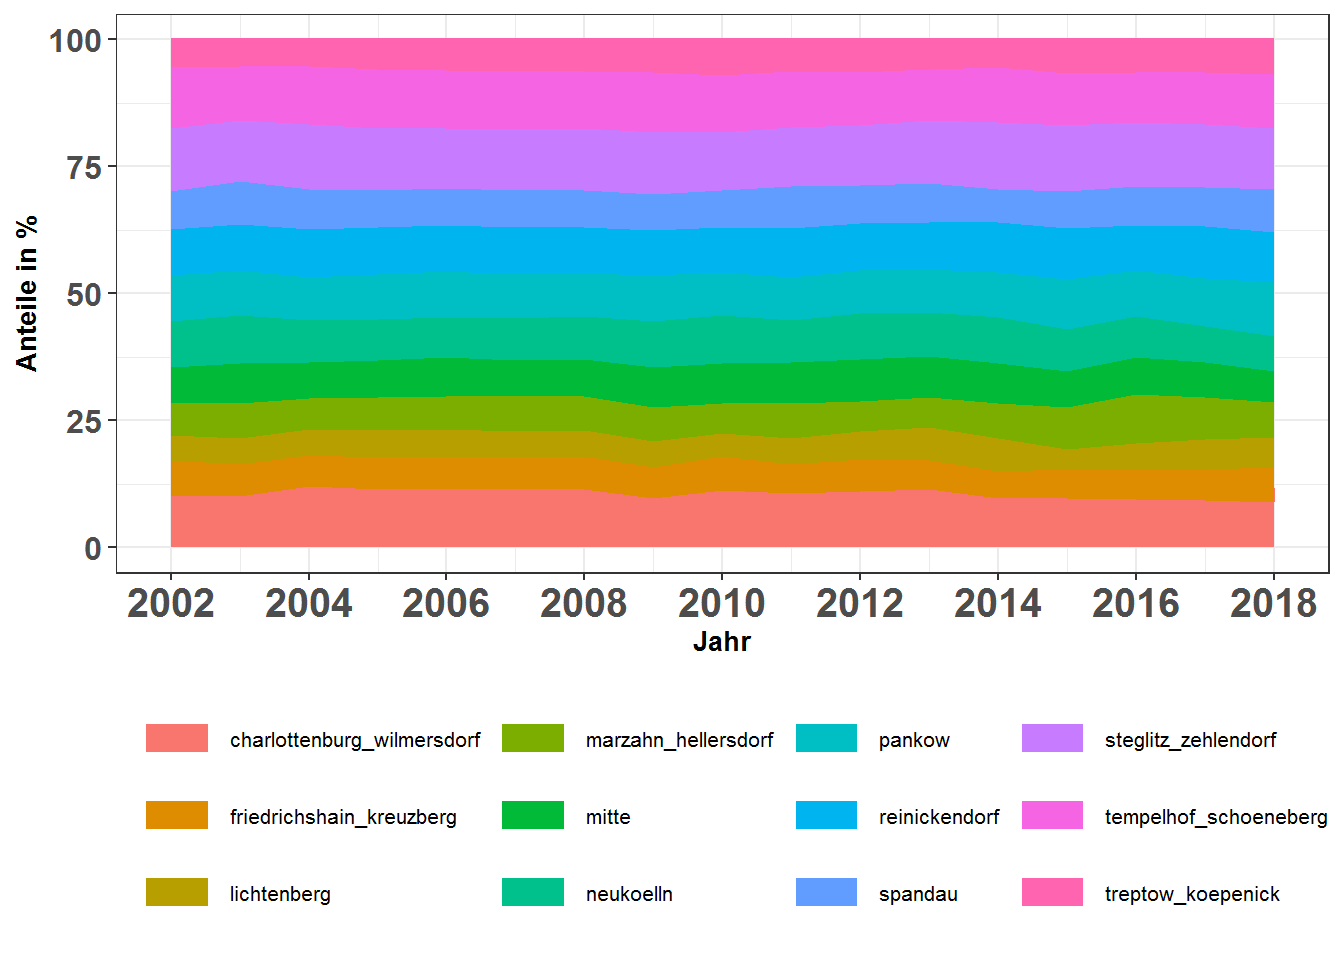 100
75
50
25
0
Anteile in %
2002 2004 2006 2008 2010 2012 2014 2016 2018
Jahr
charlottenburg_wilmersdorf marzahn_hellersdorf pankow steglitz_zehlendorf
friedrichshain_kreuzberg mitte reinickendorf tempelhof_schoeneberg
lichtenberg neukoelln spandau treptow_koepenick